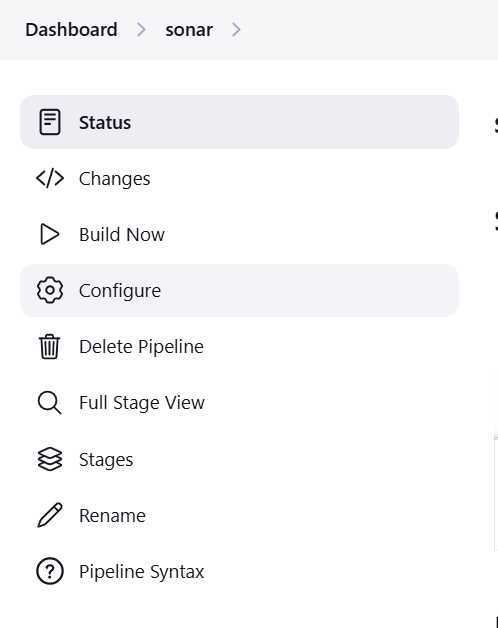 Dashboard > sonar >
Status
Changes
Build Now
Configure
Delete Pipeline
Full Stage View
Stages
Rename
Pipeline Syntax